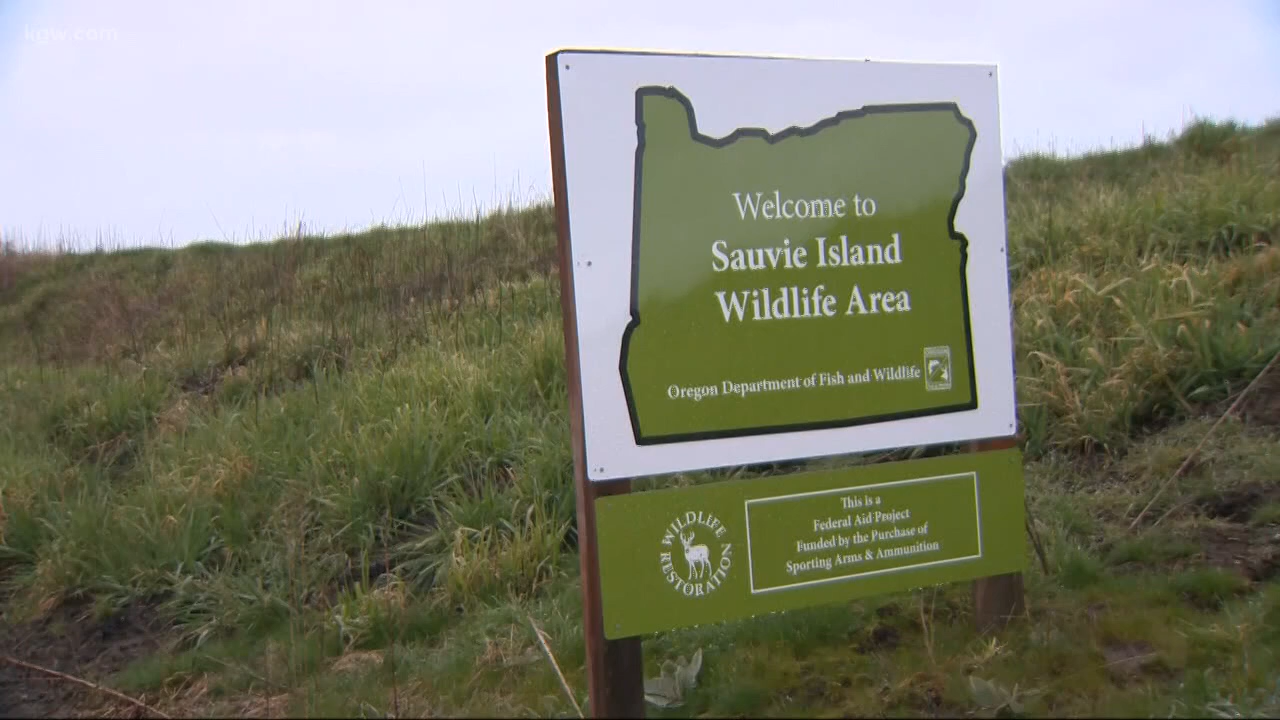 kgw.com
Welcome to
Sauvie Island
Wildlife Area
Oregon Department of Fish and Wildlife
WILDLIFE
RESTORATION
This is a
Federal Aid Project
Funded by the Purchase of
Sporting Arms & Ammunition